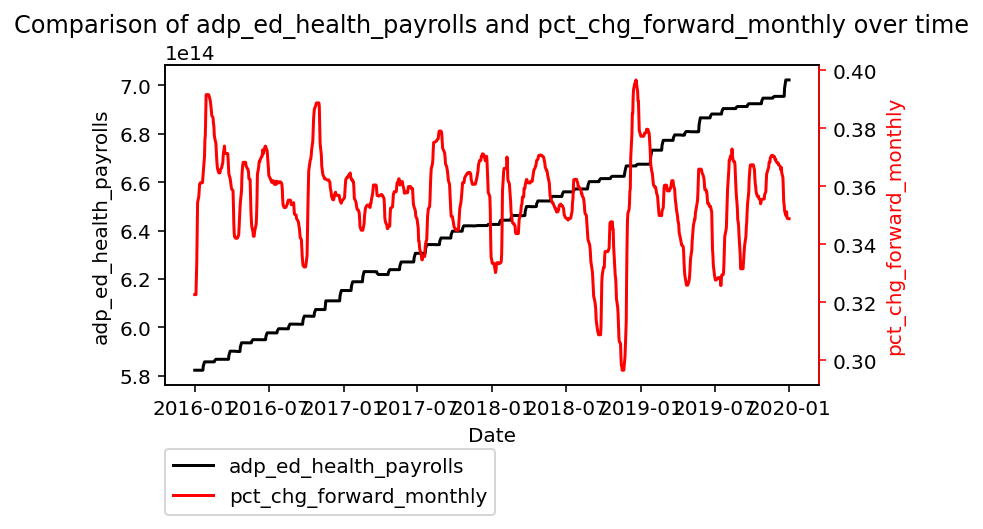 Comparison of adp_ed_health_payrolls and pct_chg_forward_monthly over time
1e14
7.0
6.8
6.6
6.4
6.2
6.0
5.8
adp_ed_health_payrolls
0.40
0.38
0.36
0.34
0.32
0.30
pct_chg_forward_monthly
2016-01 2016-07 2017-01 2017-07 2018-01 2018-07 2019-01 2019-07 2020-01
Date
adp_ed_health_payrolls
pct_chg_forward_monthly